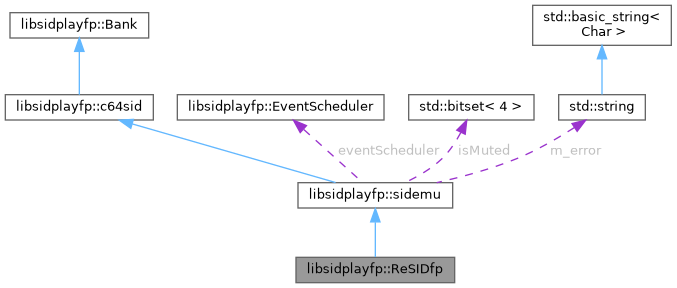 std::basic_string<
Char >
libsidplayfp::Bank
libsidplayfp::c64sid
libsidplayfp::EventScheduler
std::bitset< 4 >
std::string
eventScheduler
isMuted
m_error
libsidplayfp::sidemu
libsidplayfp::ReSIDfp